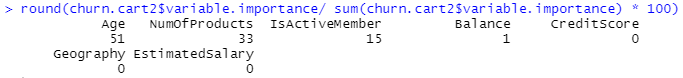 > round(churn.cart2$variable.importance/ sum(churn.cart2$variable.importance) * 100)
Age NumOfProducts IsActiveMember Balance CreditScore
51 33 15 1 0
Geography EstimatedSalary
0 0